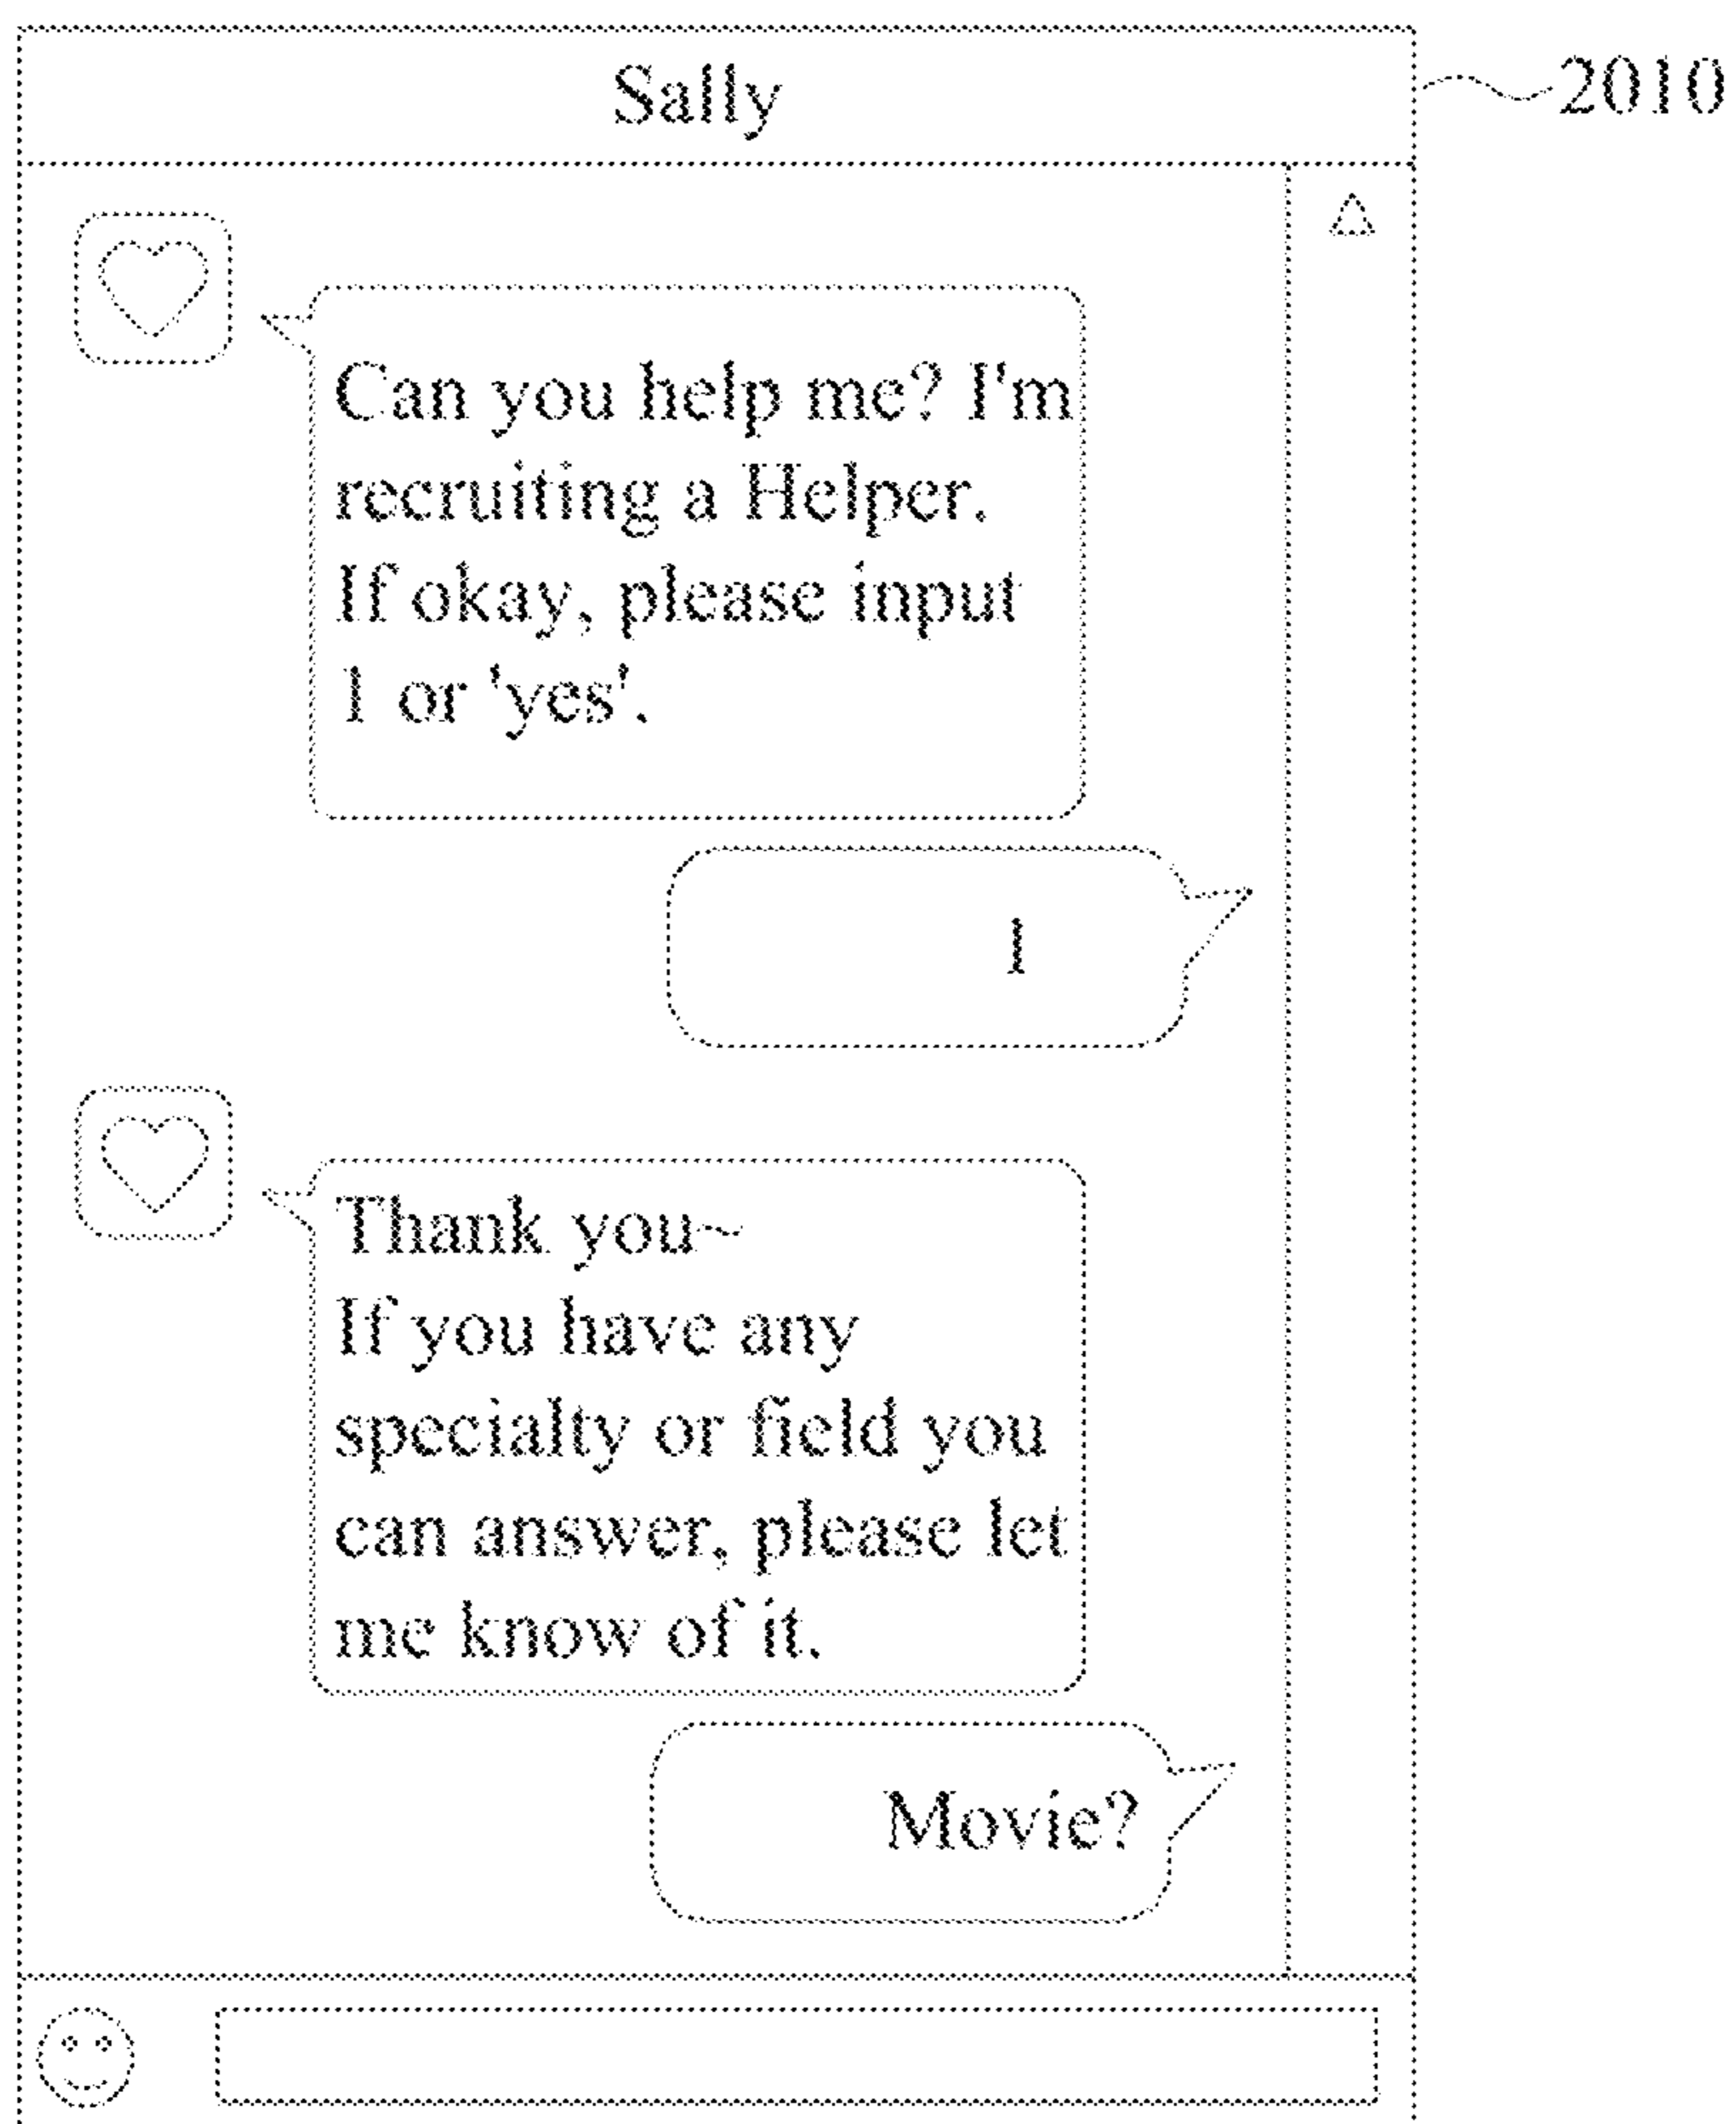 Sally
2010
Can you help me? I'm
recruiting a Helper.
If okay, please input
1 or 'yes'.
1
Thank you~
If you have any
specialty or field you
can answer, please let
me know of it.
Movie?